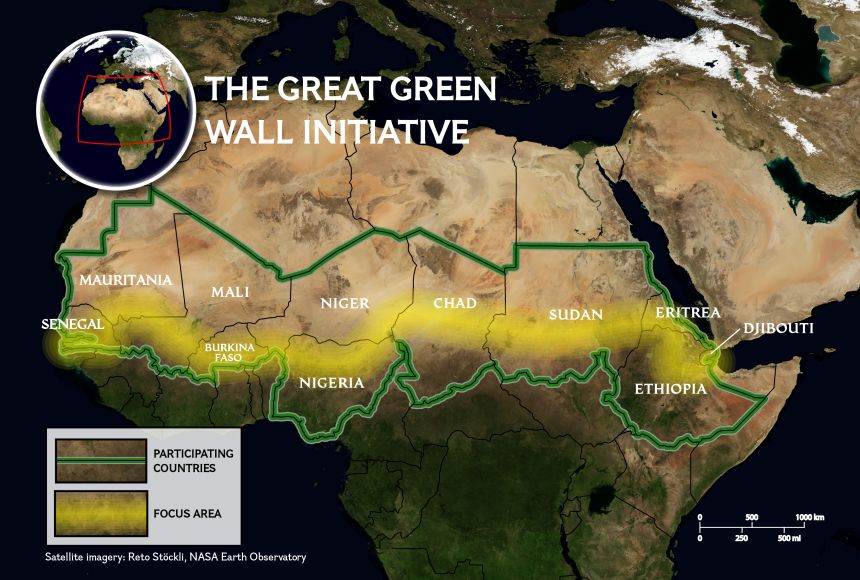 THE GREAT GREEN
WALL INITIATIVE
MAURITANIA
MALI
NIGER
CHAD
SUDAN
ERITREA
SENEGAL
DJIBOUTI
BURKINA
FASO
NIGERIA
ETHIOPIA
PARTICIPATING
COUNTRIES
FOCUS AREA
0 500 1000 km
0 250 500 mi
Satellite imagery: Reto Stöckli, NASA Earth Observatory